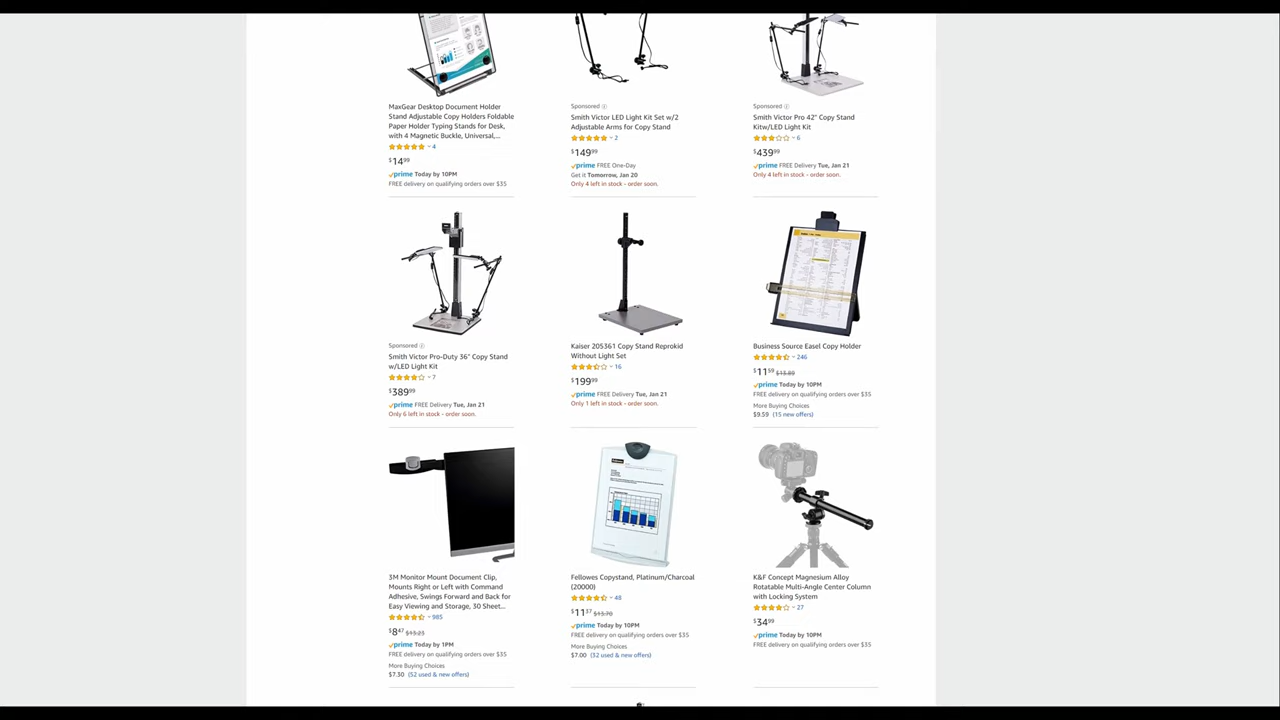 MaxGear Desktop Document Holder
Stand Adjustable Copy Holders Foldable
Paper Holder Typing Stands for Desk,
with 4 Magnetic Buckle, Universal,...
4
$14.99
prime Today by 10PM
FREE delivery on qualifying orders over $35
Sponsored
Smith Victor LED Light Kit Set w/2
Adjustable Arms for Copy Stand
2
$149.99
prime FREE One-Day
Get it Tomorrow, Jan 20
Only 4 left in stock - order soon.
Sponsored
Smith Victor Pro 42" Copy Stand
Kitw/LED Light Kit
6
$439.99
prime FREE Delivery Tue, Jan 21
Only 4 left in stock - order soon.
Sponsored
Smith Victor Pro-Duty 36" Copy Stand
w/LED Light Kit
7
$389.99
prime FREE Delivery Tue, Jan 21
Only 6 left in stock - order soon.
Kaiser 205361 Copy Stand Reprokid
Without Light Set
16
$199.99
prime FREE Delivery Tue, Jan 21
Only 1 left in stock - order soon.
Business Source Easel Copy Holder
246
$11.59 $13.89
prime Today by 10PM
FREE delivery on qualifying orders over $35
More Buying Choices
$9.59 (15 new offers)
3M Monitor Mount Document Clip,
Mounts Right or Left with Command
Adhesive, Swings Forward and Back for
Easy Viewing and Storage, 30 Sheet...
985
$8.47 $13.23
prime Today by 1PM
FREE delivery on qualifying orders over $35
More Buying Choices
$7.30 (52 used & new offers)
Fellowes Copystand, Platinum/Charcoal
(20000)
48
$11.37 $13.70
prime Today by 10PM
FREE delivery on qualifying orders over $35
More Buying Choices
$7.00 (32 used & new offers)
K&F Concept Magnesium Alloy
Rotatable Multi-Angle Center Column
with Locking System
27
$34.99
prime Today by 10PM
FREE delivery on qualifying orders over $35